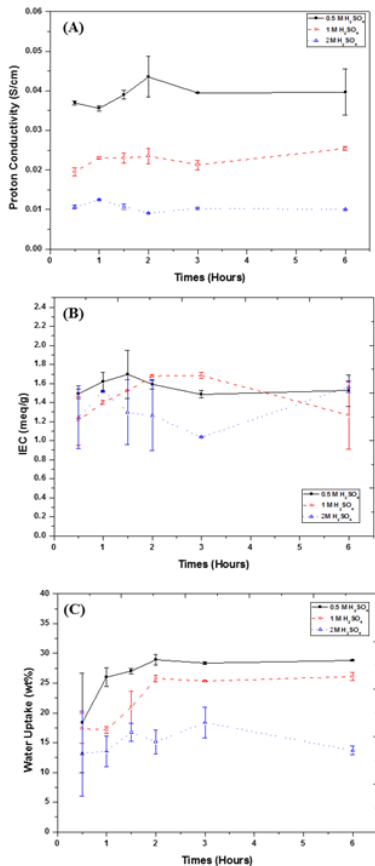 (A)
0.5 M H₂SO₄
1 M H₂SO₄
2M H₂SO₄
Proton Conductivity (S/cm)
0.06
0.05
0.04
0.03
0.02
0.01
0.00
0 1 2 3 4 5 6
Times (Hours)
(B)
IEC (meq/g)
2.4
2.2
2.0
1.8
1.6
1.4
1.2
1.0
0.8
0.6
0.4
0.2
0.0
0.5 M H₂SO₄
1 M H₂SO₄
2M H₂SO₄
0 1 2 3 4 5 6
Times (Hours)
(C)
0.5 M H₂SO₄
1 M H₂SO₄
2M H₂SO₄
Water Uptake (wt%)
40
35
30
25
20
15
10
5
0
0 1 2 3 4 5 6
Times (Hours)